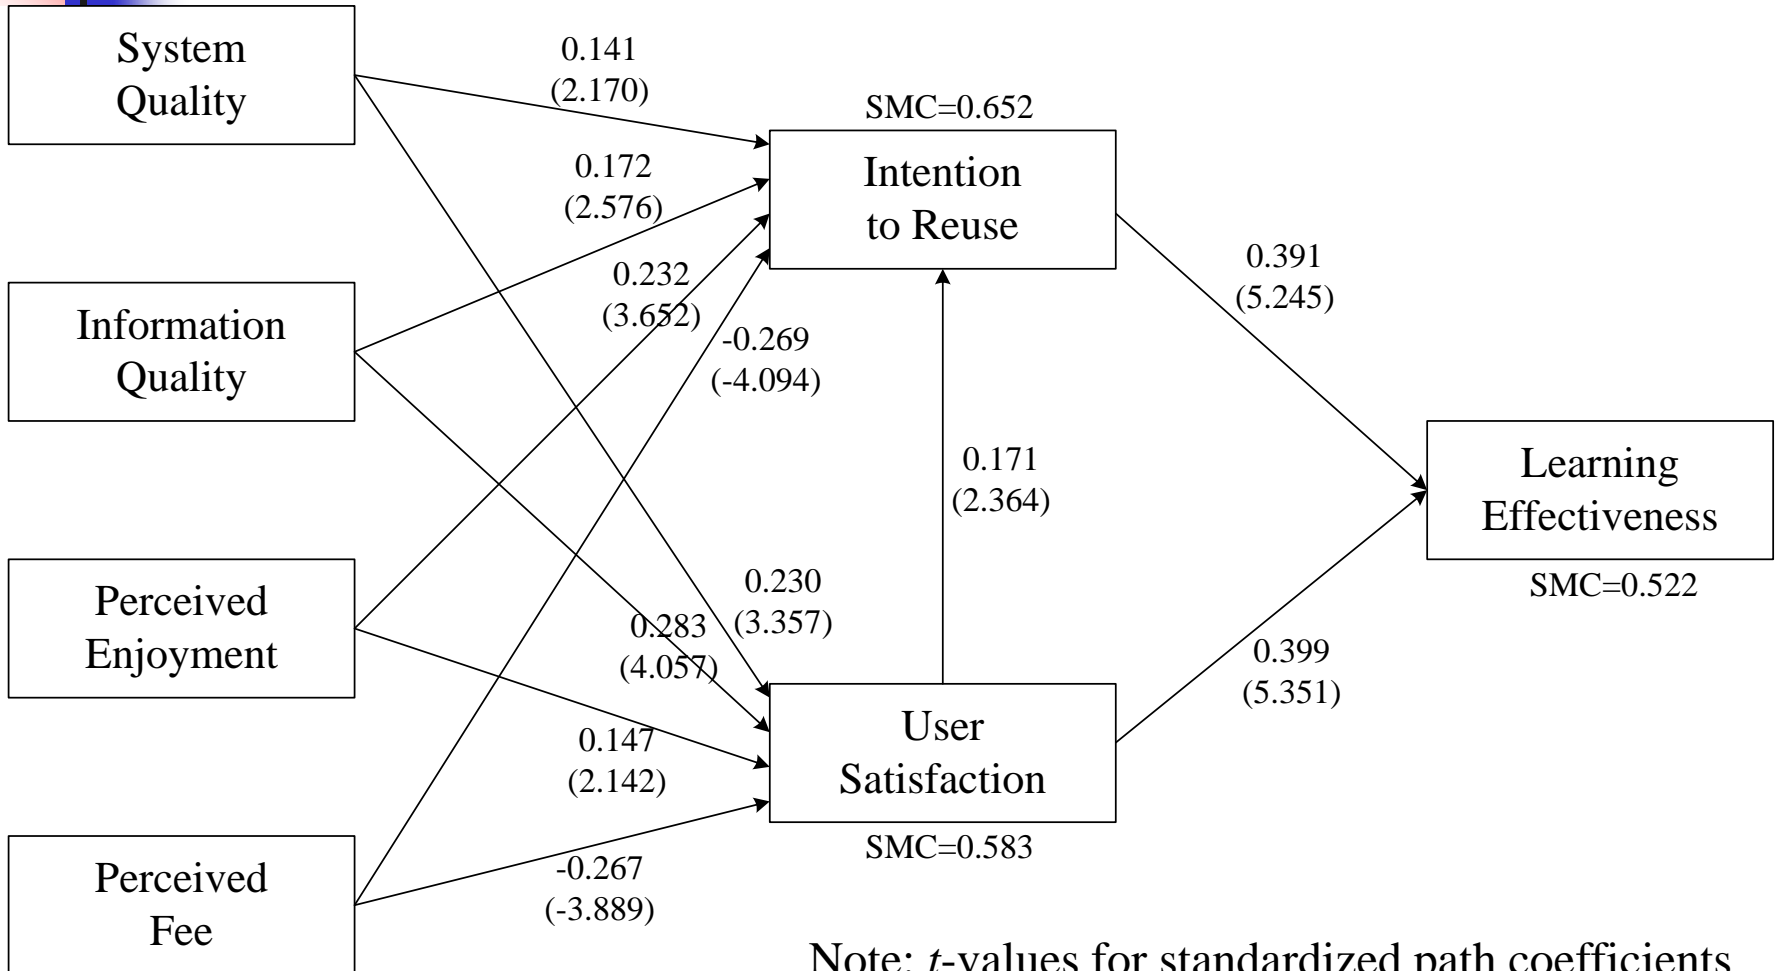 System
Quality
0.141
(2.170)
SMC=0.652
Intention
to Reuse
0.172
(2.576)
0.232
(3.652)
-0.269
(-4.094)
0.391
(5.245)
Information
Quality
0.171
(2.364)
Learning
Effectiveness
SMC=0.522
Perceived
Enjoyment
0.230
(3.357)
0.283
(4.057)
0.399
(5.351)
0.147
(2.142)
User
Satisfaction
SMC=0.583
Perceived
Fee
-0.267
(-3.889)
Note: t-values for standardized path coefficients